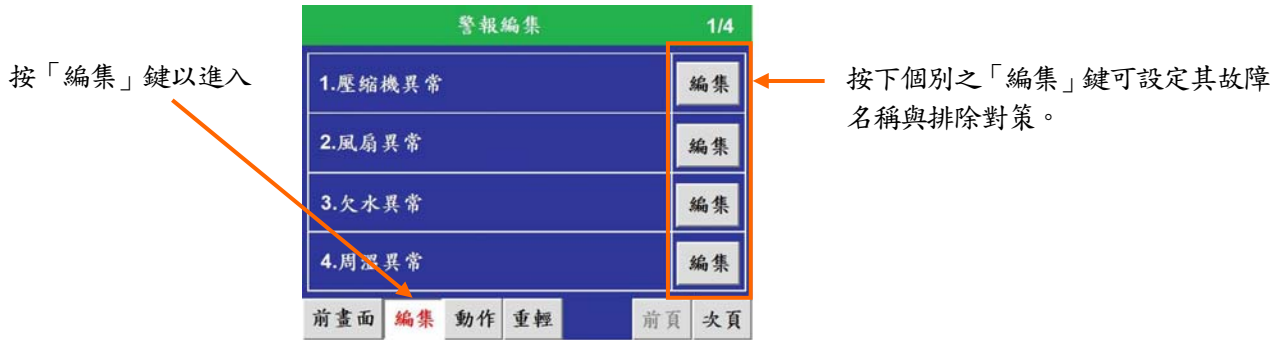 警報編集 1/4
按「編集」鍵以進入
1.壓縮機異常 編集
按下個別之「編集」鍵可設定其故障
名稱與排除對策。
2.風扇異常 編集
3.欠水異常 編集
4.周溫異常 編集
前畫面 編集 動作 重輕 前頁 次頁